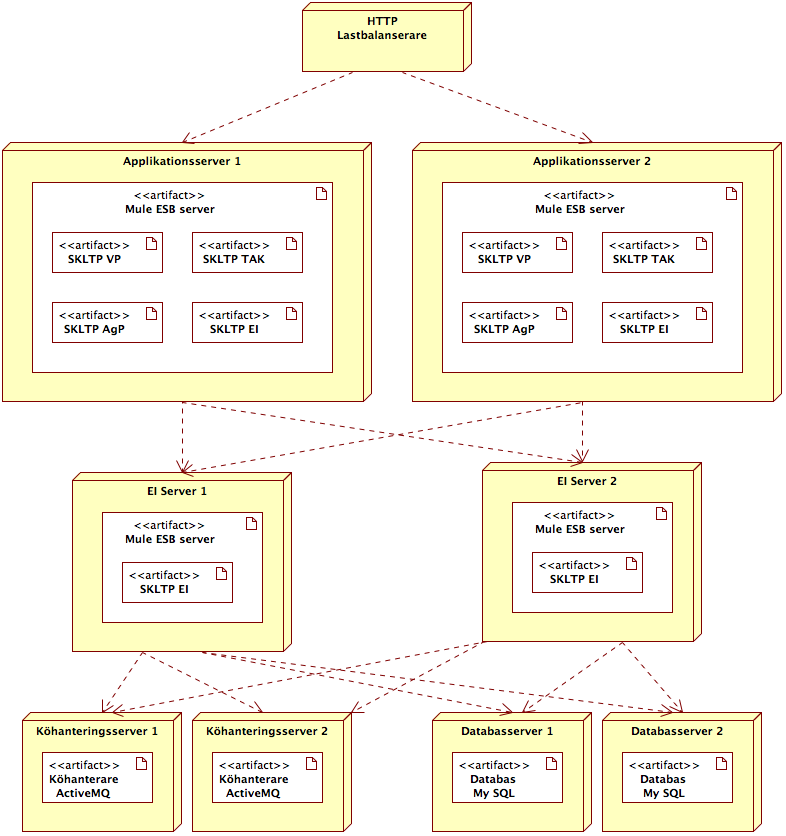 HTTP
Lastbalanserare
Applikationsserver 1
<<artifact>>
Mule ESB server
<<artifact>>
SKLTP VP
<<artifact>>
SKLTP TAK
<<artifact>>
SKLTP AgP
<<artifact>>
SKLTP EI
Applikationsserver 2
<<artifact>>
Mule ESB server
<<artifact>>
SKLTP VP
<<artifact>>
SKLTP TAK
<<artifact>>
SKLTP AgP
<<artifact>>
SKLTP EI
EI Server 1
<<artifact>>
Mule ESB server
<<artifact>>
SKLTP EI
EI Server 2
<<artifact>>
Mule ESB server
<<artifact>>
SKLTP EI
Köhanteringsserver 1
<<artifact>>
Köhanterare
ActiveMQ
Köhanteringsserver 2
<<artifact>>
Köhanterare
ActiveMQ
Databasserver 1
<<artifact>>
Databas
My SQL
Databasserver 2
<<artifact>>
Databas
My SQL